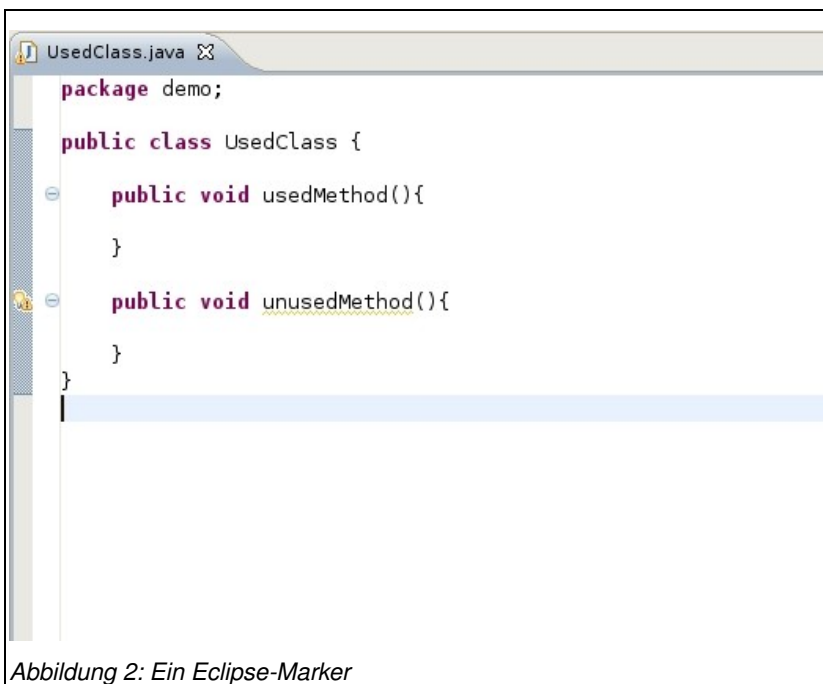 UsedClass.java
package demo;
public class UsedClass {
public void usedMethod(){
}
public void unusedMethod(){
}
}
Abbildung 2: Ein Eclipse-Marker